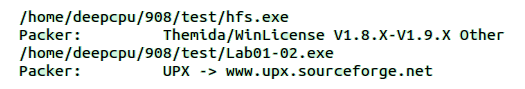 /home/deepcpu/908/test/hfs.exe
Packer: Themida/WinLicense V1.8.X-V1.9.X Other
/home/deepcpu/908/test/Lab01-02.exe
Packer: UPX -> www.upx.sourceforge.net